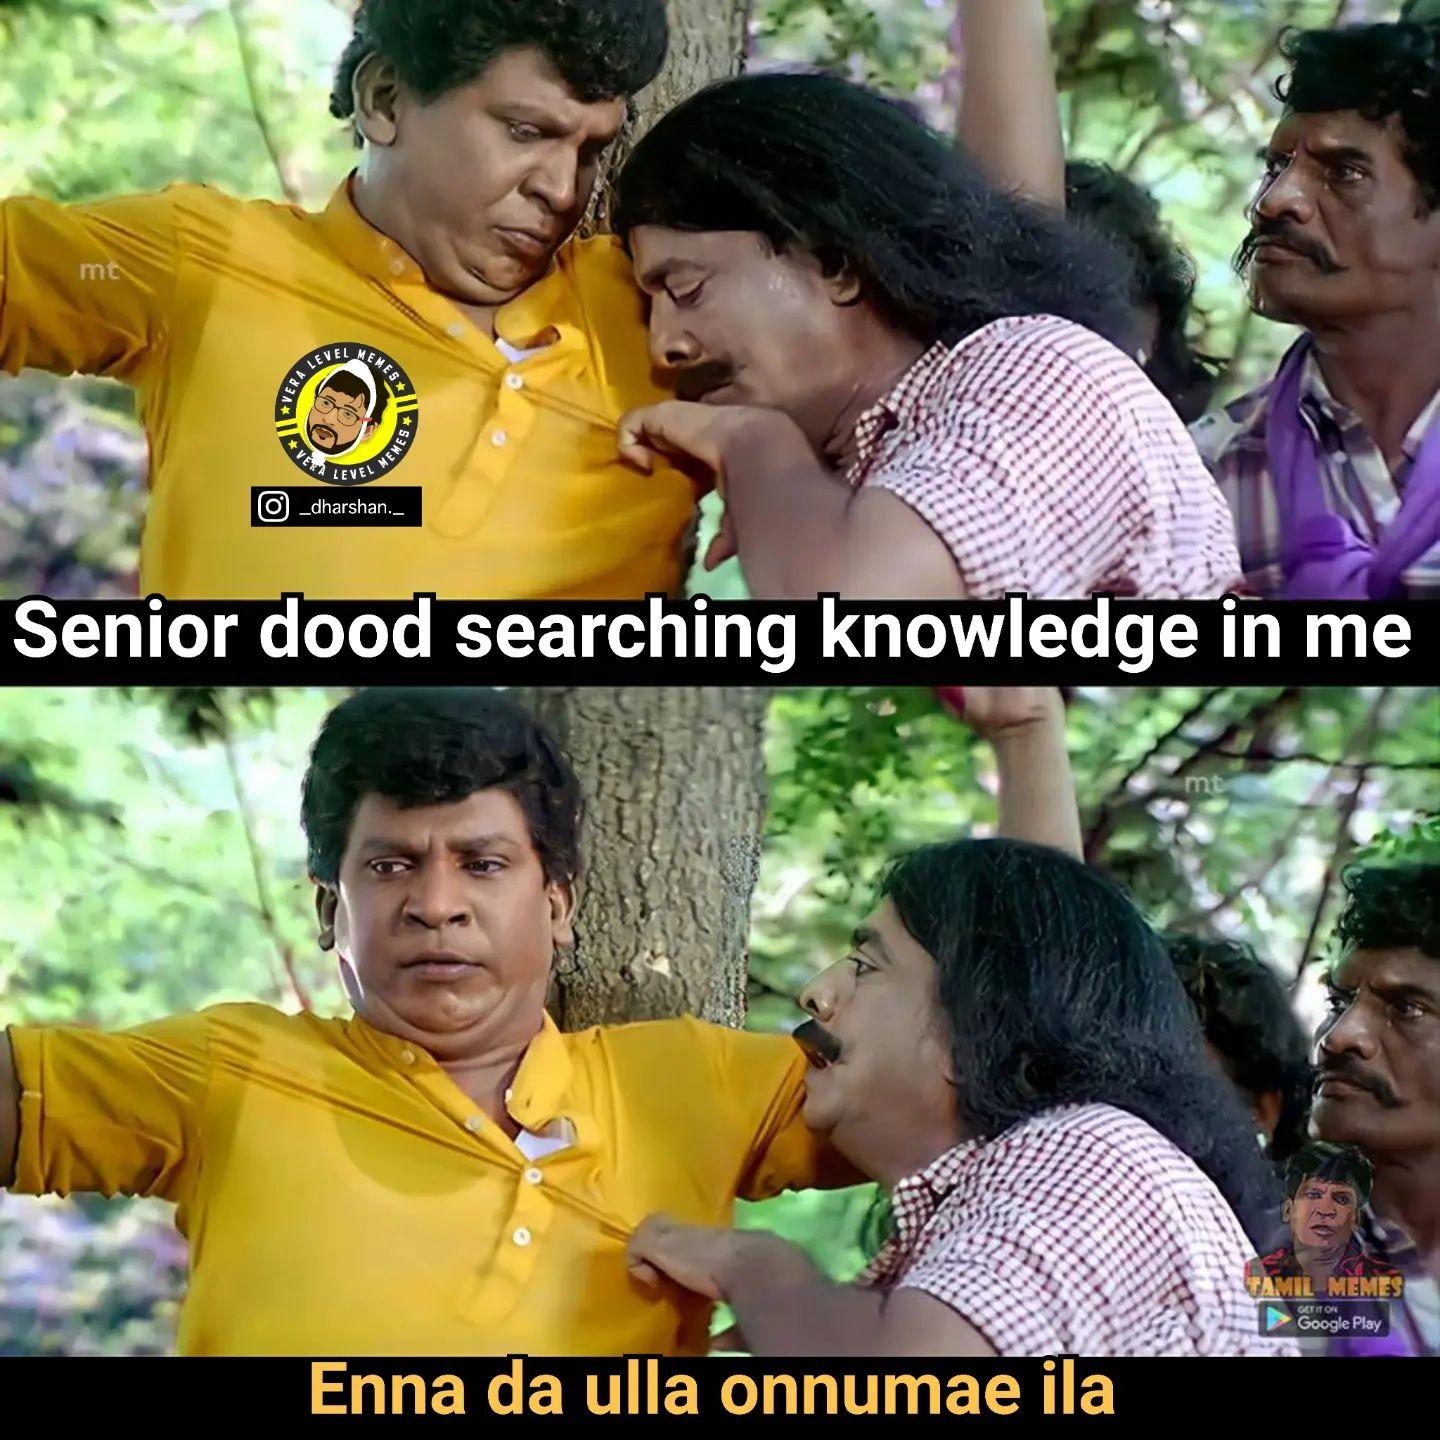 mt
VERA LEVEL MEMES
VERA LEVEL MEMES
_dharshan._
Senior dood searching knowledge in me
mt
TAMIL MEMES
GET IT ON
Google Play
Enna da ulla onnumae ila